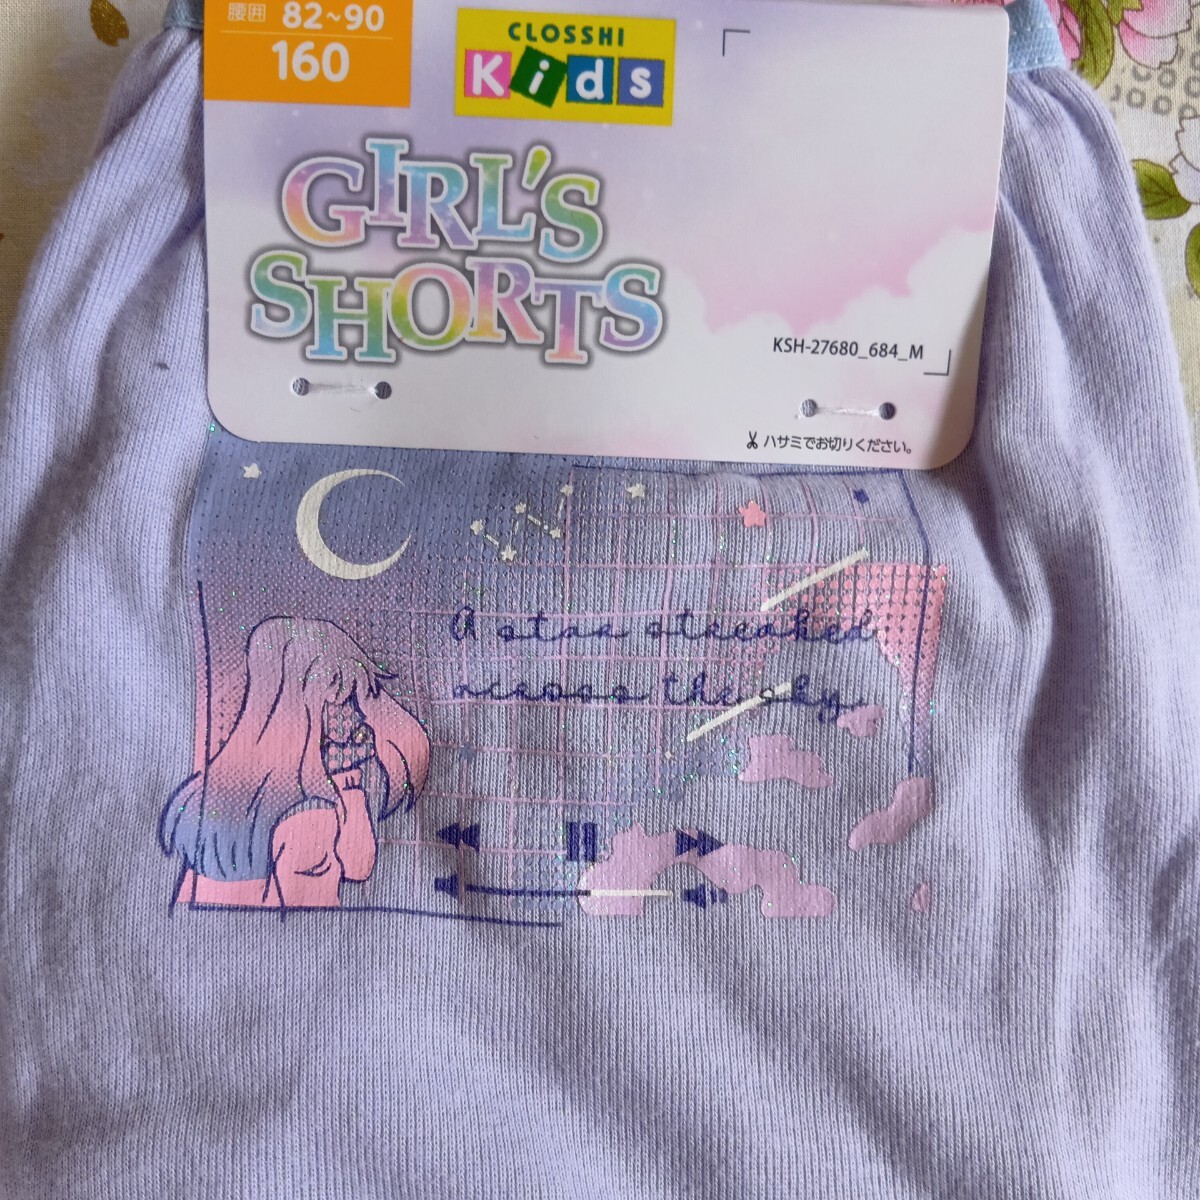 腰囲 82~90
160
CLOSSHI
Kids
GIRL'S
SHORTS
KSH-27680_684_M
ハサミでお切りください。
A star streaked
across the sky